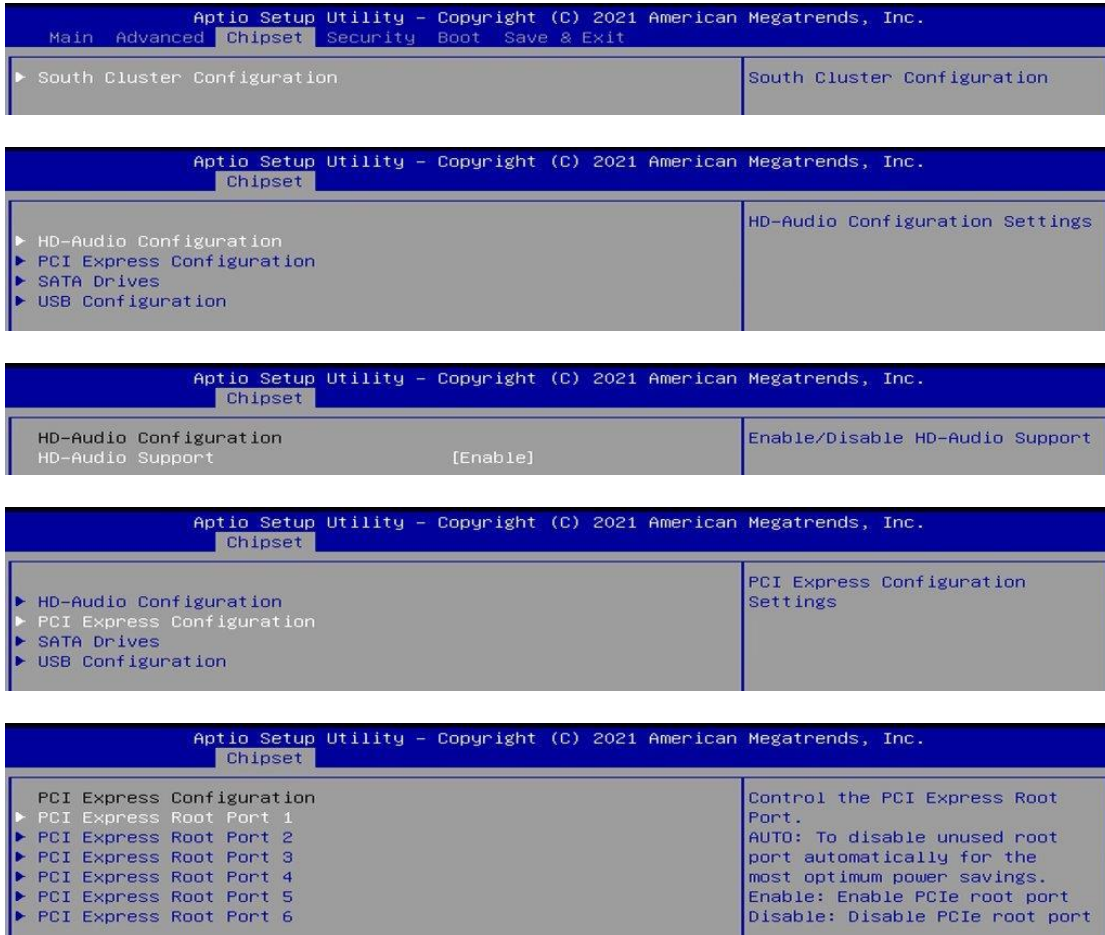 Aptio Setup Utility – Copyright (C) 2021 American Megatrends, Inc.
Main Advanced Chipset Security Boot Save & Exit
► South Cluster Configuration
South Cluster Configuration
Aptio Setup Utility – Copyright (C) 2021 American Megatrends, Inc.
Chipset
► HD-Audio Configuration
► PCI Express Configuration
► SATA Drives
► USB Configuration
HD-Audio Configuration Settings
Aptio Setup Utility – Copyright (C) 2021 American Megatrends, Inc.
Chipset
HD-Audio Configuration
HD-Audio Support [Enable]
Enable/Disable HD-Audio Support
Aptio Setup Utility – Copyright (C) 2021 American Megatrends, Inc.
Chipset
► HD-Audio Configuration
► PCI Express Configuration
► SATA Drives
► USB Configuration
PCI Express Configuration
Settings
Aptio Setup Utility – Copyright (C) 2021 American Megatrends, Inc.
Chipset
PCI Express Configuration
► PCI Express Root Port 1
► PCI Express Root Port 2
► PCI Express Root Port 3
► PCI Express Root Port 4
► PCI Express Root Port 5
► PCI Express Root Port 6
Control the PCI Express Root
Port.
AUTO: To disable unused root
port automatically for the
most optimum power savings.
Enable: Enable PCIe root port
Disable: Disable PCIe root port